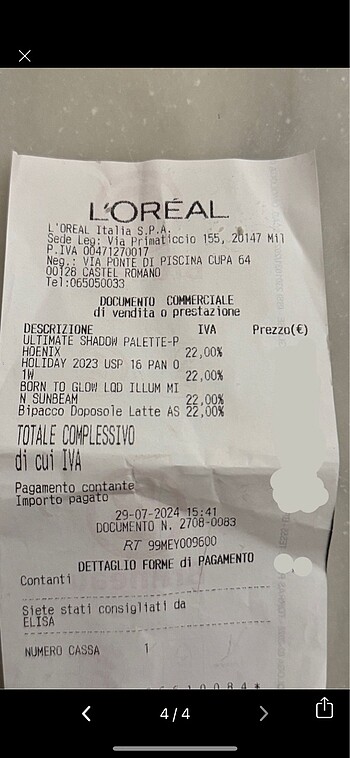 L'ORÉAL
L'OREAL Italia S.P.A.
Sede Leg: Via Primaticcio 155, 20147 Mil
P.IVA 00471270017
Neg.: VIA PONTE DI PISCINA CUPA 64
00128 CASTEL ROMANO
Tel:065050033
DOCUMENTO COMMERCIALE
di vendita o prestazione
DESCRIZIONE IVA Prezzo(€)
ULTIMATE SHADOW PALETTE-P
HOENIX 22,00%
HOLIDAY 2023 USP 16 PAN O
1W 22,00%
BORN TO GLOW LQD ILLUM MI
N SUNBEAM 22,00%
Bipacco Doposole Latte AS 22,00%
TOTALE COMPLESSIVO
di cui IVA
Pagamento contante
Importo pagato
29-07-2024 15:41
DOCUMENTO N. 2708-0083
RT 99MEY009600
DETTAGLIO FORME di PAGAMENTO
Contanti
Siete stati consigliati da
ELISA
NUMERO CASSA 1
4/4